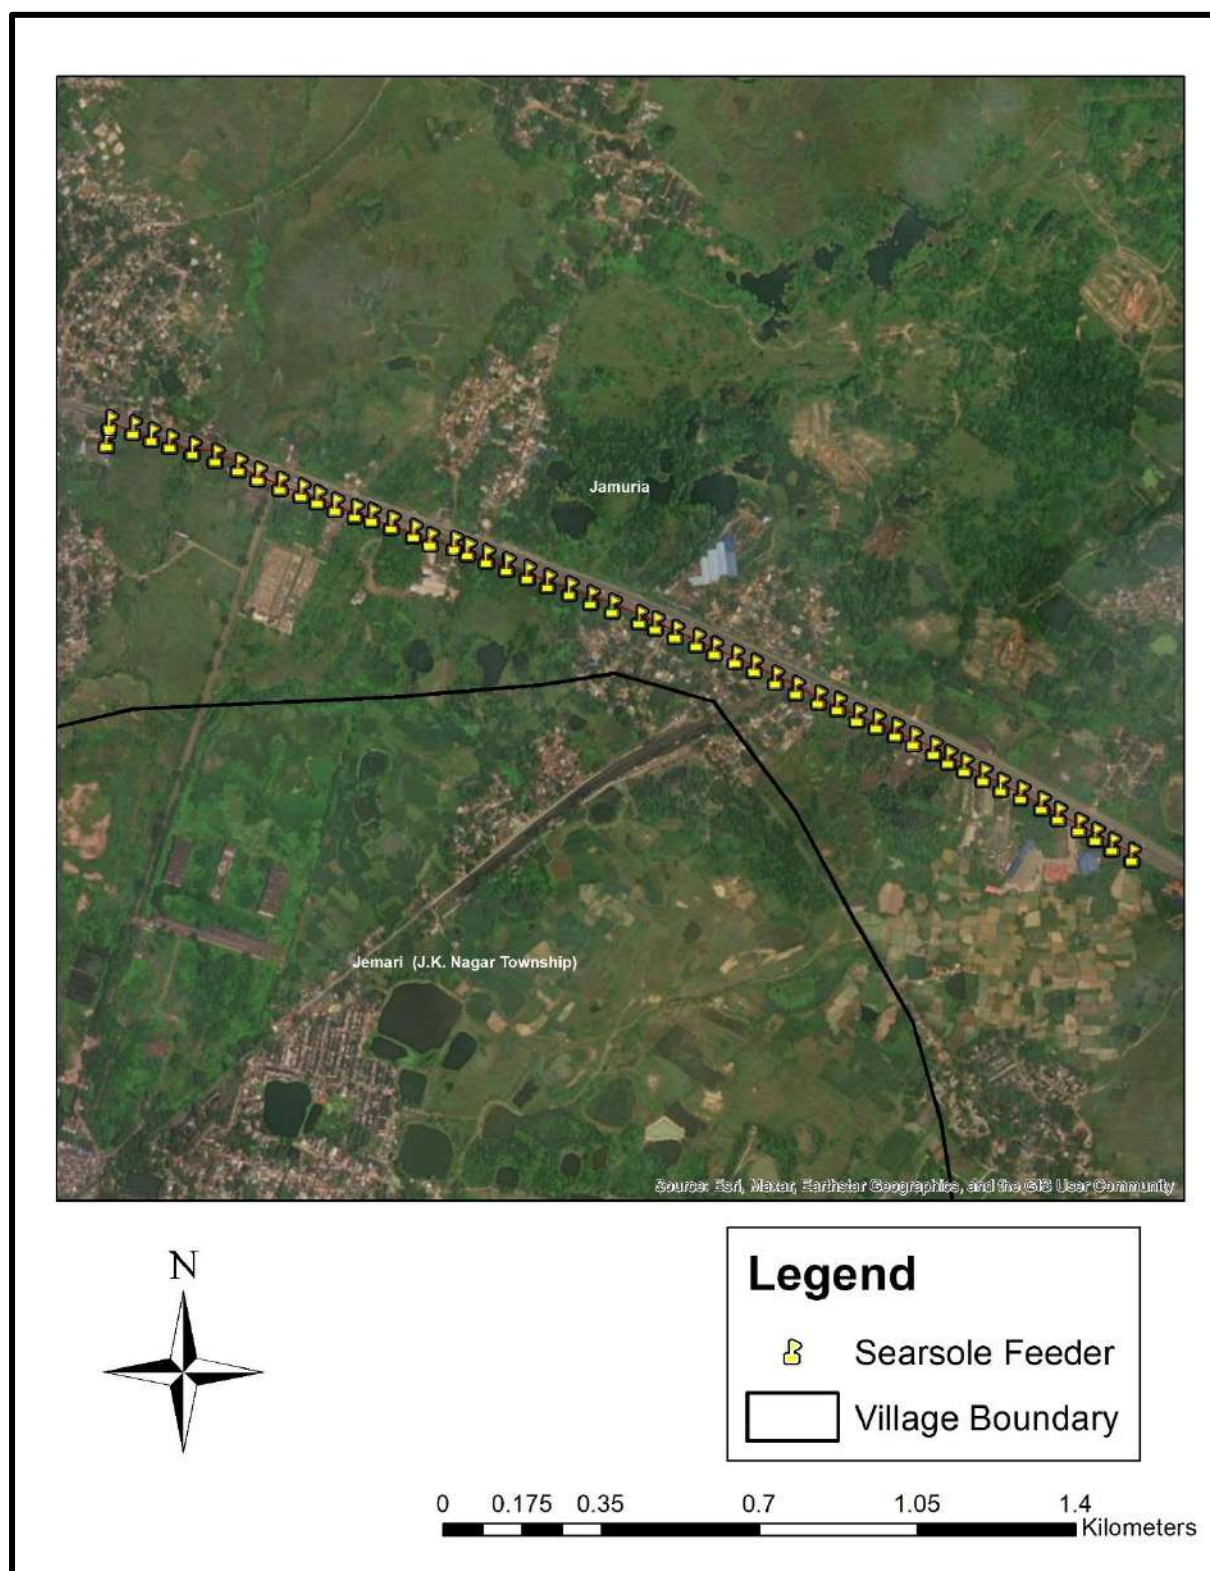 Jamuria
Jemari (J.K. Nagar Township)
Source: Esri, Maxar, Earthstar Geographics, and the GIS User Community
N
Legend
Searsole Feeder
Village Boundary
0 0.175 0.35 0.7 1.05 1.4
Kilometers